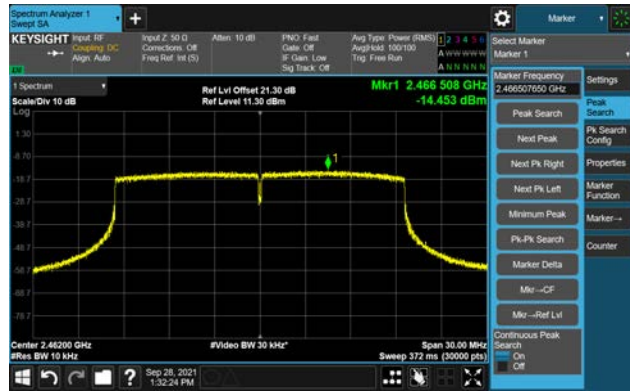 Spectrum Analyzer 1
Swept SA
+
Marker
KEYSIGHT
Input: RF
Coupling: DC
Align: Auto
Input Z: 50 Ω
Corrections: Off
Freq Ref: Int (S)
Atten: 10 dB
PNO: Fast
Gate: Off
IF Gain: Low
Sig Track: Off
Avg Type: Power (RMS)
Avg|Hold: 100/100
Trig: Free Run
1 2 3 4 5 6
A W W W W W
A N N N N N
Select Marker
Marker 1
1 Spectrum
Scale/Div 10 dB
Log
Ref Lvl Offset 21.30 dB
Ref Level 11.30 dBm
Mkr1 2.466 508 GHz
-14.453 dBm
1.30
-8.70
-18.7
-28.7
-38.7
-48.7
-58.7
-68.7
-78.7
1
Marker Frequency
2.466507650 GHz
Peak Search
Next Peak
Next Pk Right
Next Pk Left
Minimum Peak
Pk-Pk Search
Marker Delta
Mkr→CF
Mkr→Ref Lvl
Continuous Peak
Search
On
Off
Settings
Peak
Search
Pk Search
Config
Properties
Marker
Function
Marker→
Counter
Center 2.46200 GHz
#Res BW 10 kHz
#Video BW 30 kHz*
Span 30.00 MHz
Sweep 372 ms (30000 pts)
?
Sep 28, 2021
1:32:24 PM